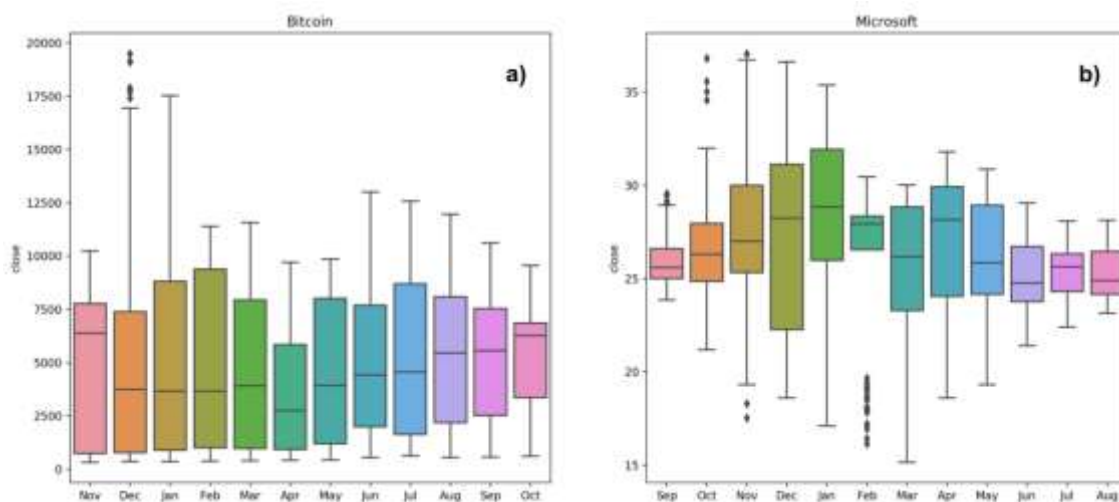 Bitcoin
a)
20000
17500
15000
12500
10000
7500
5000
2500
0
close
Nov Dec Jan Feb Mar Apr May Jun Jul Aug Sep Oct
Microsoft
b)
35
30
25
20
15
close
Sep Oct Nov Dec Jan Feb Mar Apr May Jun Jul Aug